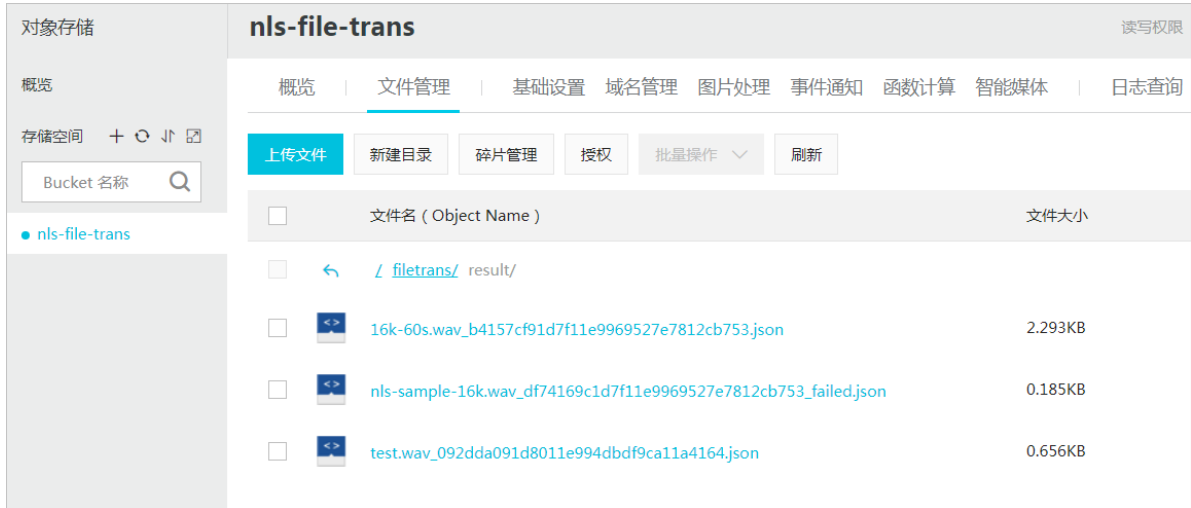 对象存储
nls-file-trans
读写权限
概览
概览 文件管理 基础设置 域名管理 图片处理 事件通知 函数计算 智能媒体 日志查询
存储空间
上传文件 新建目录 碎片管理 授权 批量操作 刷新
Bucket 名称
文件名 ( Object Name ) 文件大小
nls-file-trans
/ filetrans/ result/
16k-60s.wav_b4157cf91d7f11e9969527e7812cb753.json 2.293KB
nls-sample-16k.wav_df74169c1d7f11e9969527e7812cb753_failed.json 0.185KB
test.wav_092dda091d8011e994dbdf9ca11a4164.json 0.656KB